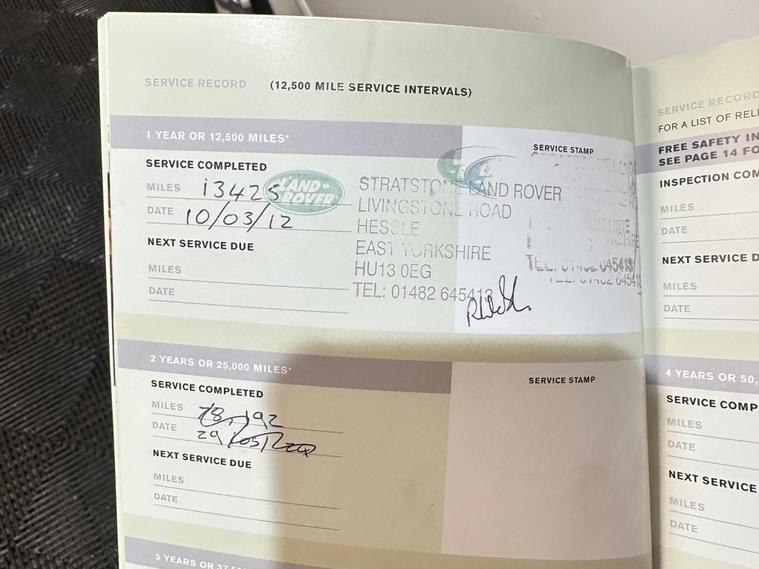 SERVICE RECORD (12,500 MILE SERVICE INTERVALS)
1 YEAR OR 12,500 MILES*
SERVICE STAMP
SERVICE COMPLETED
MILES 13425
DATE 10/03/12
LAND-
ROVER
STRATSTONE LAND ROVER
LIVINGSTONE ROAD
HESSLE
EAST YORKSHIRE
HU13 0EG
TEL: 01482 645413
NEXT SERVICE DUE
MILES
DATE
2 YEARS OR 25,000 MILES*
SERVICE STAMP
SERVICE COMPLETED
MILES
DATE
NEXT SERVICE DUE
MILES
DATE
3 YEARS OR
SERVICE RECORD
FOR A LIST OF
FREE SAFETY
SEE PAGE 14
INSPECTION
MILES
DATE
NEXT SERVICE
MILES
DATE
4 YEARS OR 50,
SERVICE
MILES
DATE
NEXT SERVICE
MILES
DATE